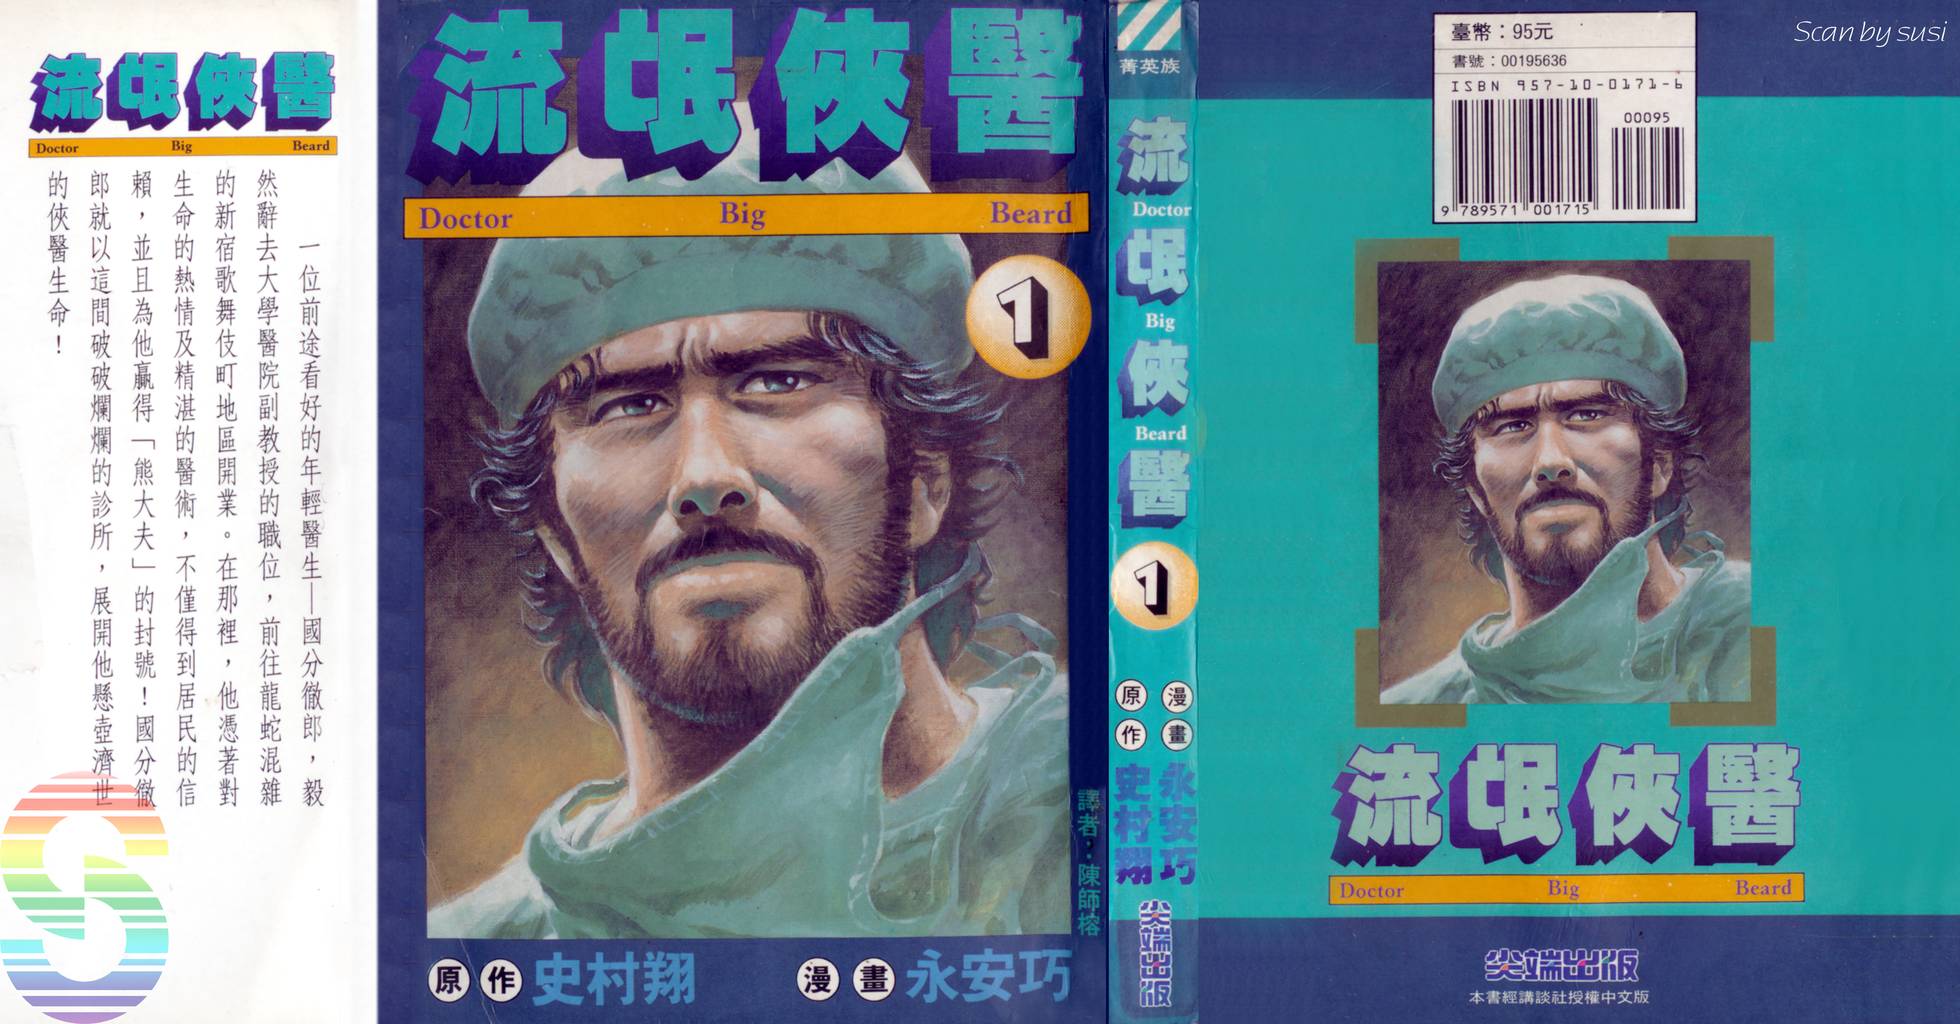 流氓俠醫
Doctor Big Beard
一位前途看好的年輕醫生—國分徹郎，毅
然辭去大學醫院副教授的職位，前往龍蛇混雜
的新宿歌舞伎町地區開業。在那裡，他憑著對
生命的熱情及精湛的醫術，不僅得到居民的信
賴，並且為他贏得「熊大夫」的封號！國分徹
郎就以這間破破爛爛的診所，展開他懸壺濟世
的俠醫生命！
S
流氓俠醫
Doctor Big Beard
1
譯者：陳師榕
原作 史村翔
漫畫 永安巧
菁英族
流氓俠醫
Doctor Big Beard
1
漫畫 永安巧
原作 史村翔
尖端出版
Scan by susi
臺幣：95元
書號：00195636
ISBN 957-10-0171-6
00095
9 789571 001715
流氓俠醫
Doctor Big Beard
尖端出版
本書經講談社授權中文版